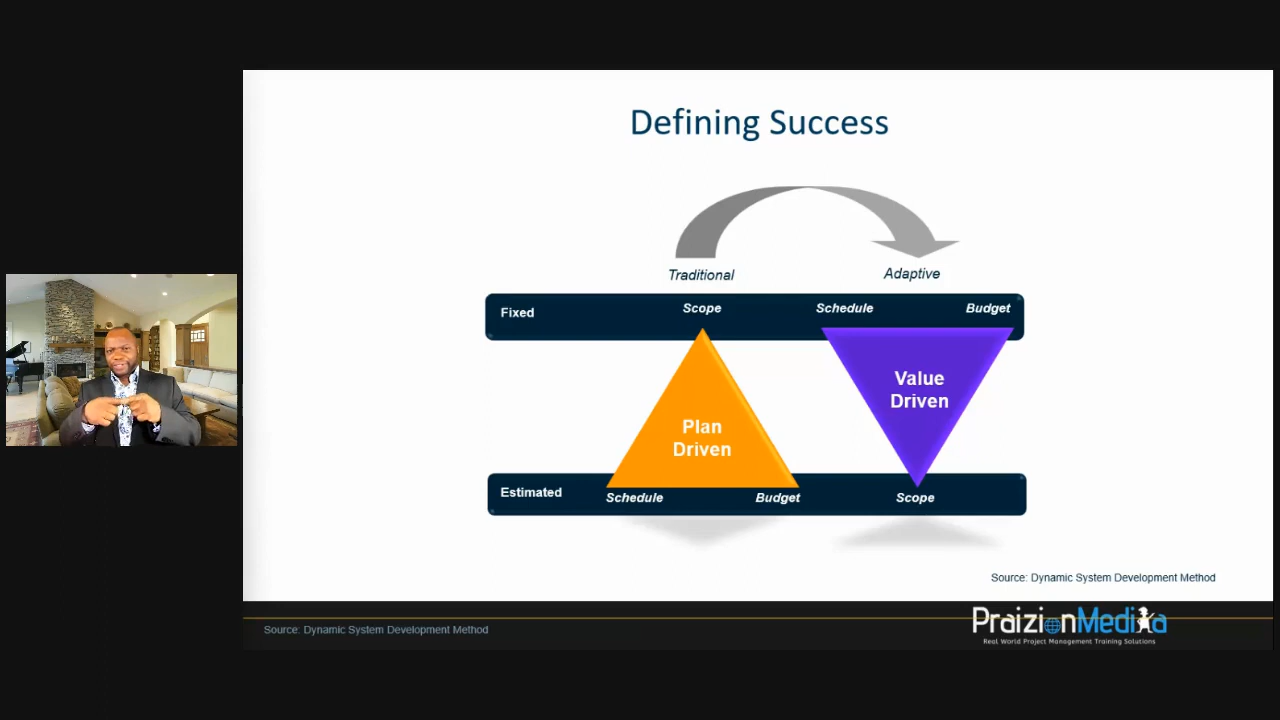 Defining Success
Traditional
Adaptive
Fixed
Scope
Schedule
Budget
Plan
Driven
Value
Driven
Estimated
Schedule
Budget
Scope
Source: Dynamic System Development Method
Source: Dynamic System Development Method
PraizionMedia
Real World Project Management Training Solutions